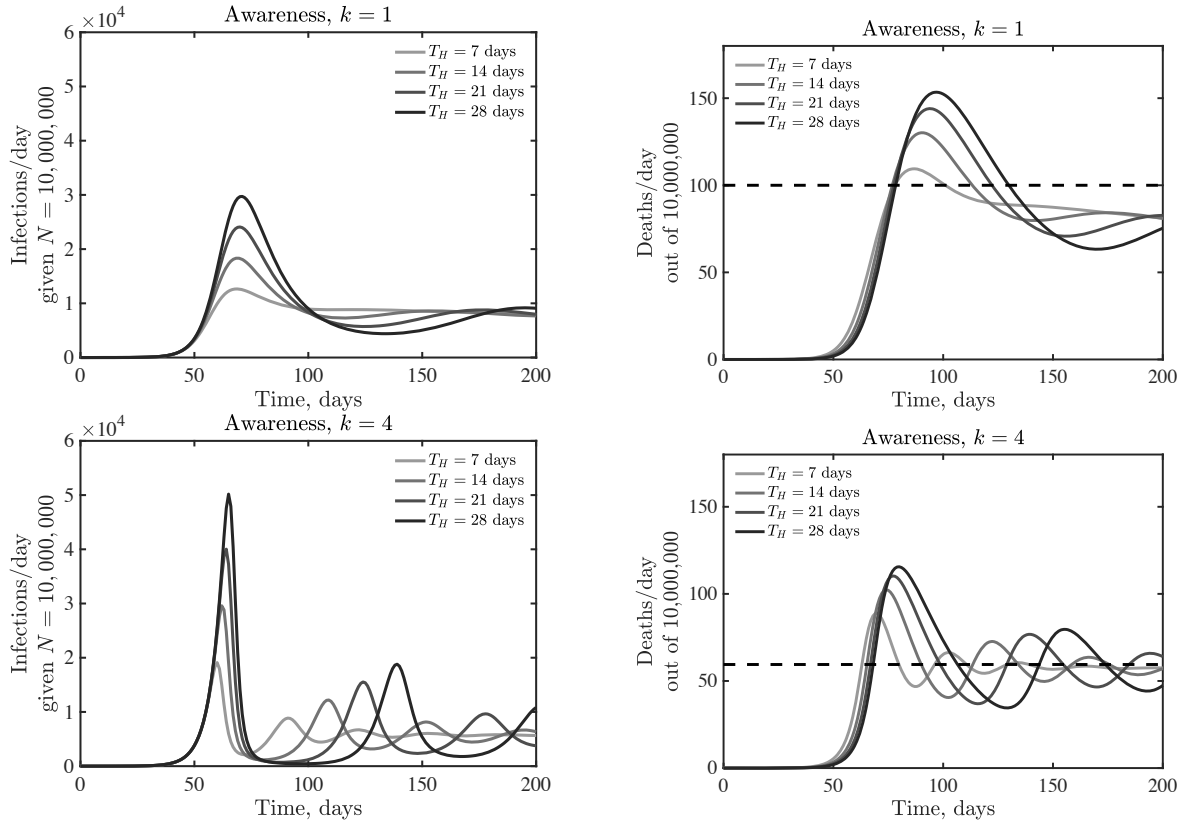 Awareness, k = 1
×10⁴
Infections/day
given N = 10,000,000
6
5
4
3
2
1
0
T_H = 7 days
T_H = 14 days
T_H = 21 days
T_H = 28 days
0 50 100 150 200
Time, days
Awareness, k = 1
Deaths/day
out of 10,000,000
150
100
50
0
T_H = 7 days
T_H = 14 days
T_H = 21 days
T_H = 28 days
0 50 100 150 200
Time, days
Awareness, k = 4
×10⁴
Infections/day
given N = 10,000,000
6
5
4
3
2
1
0
T_H = 7 days
T_H = 14 days
T_H = 21 days
T_H = 28 days
0 50 100 150 200
Time, days
Awareness, k = 4
Deaths/day
out of 10,000,000
150
100
50
0
T_H = 7 days
T_H = 14 days
T_H = 21 days
T_H = 28 days
0 50 100 150 200
Time, days